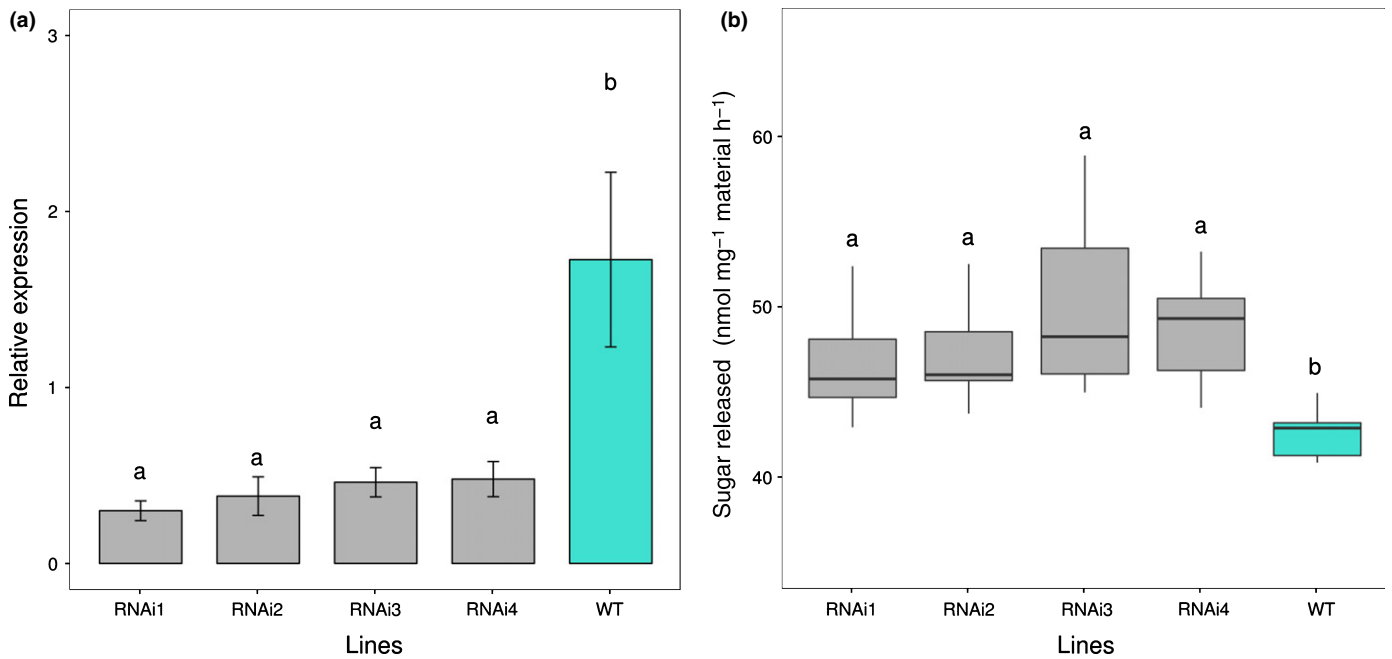 (a)
Relative expression
3
2
1
0
a
a
a
a
b
RNAi1 RNAi2 RNAi3 RNAi4 WT
Lines
(b)
Sugar released (nmol mg⁻¹ material h⁻¹)
60
50
40
a
a
a
a
b
RNAi1 RNAi2 RNAi3 RNAi4 WT
Lines